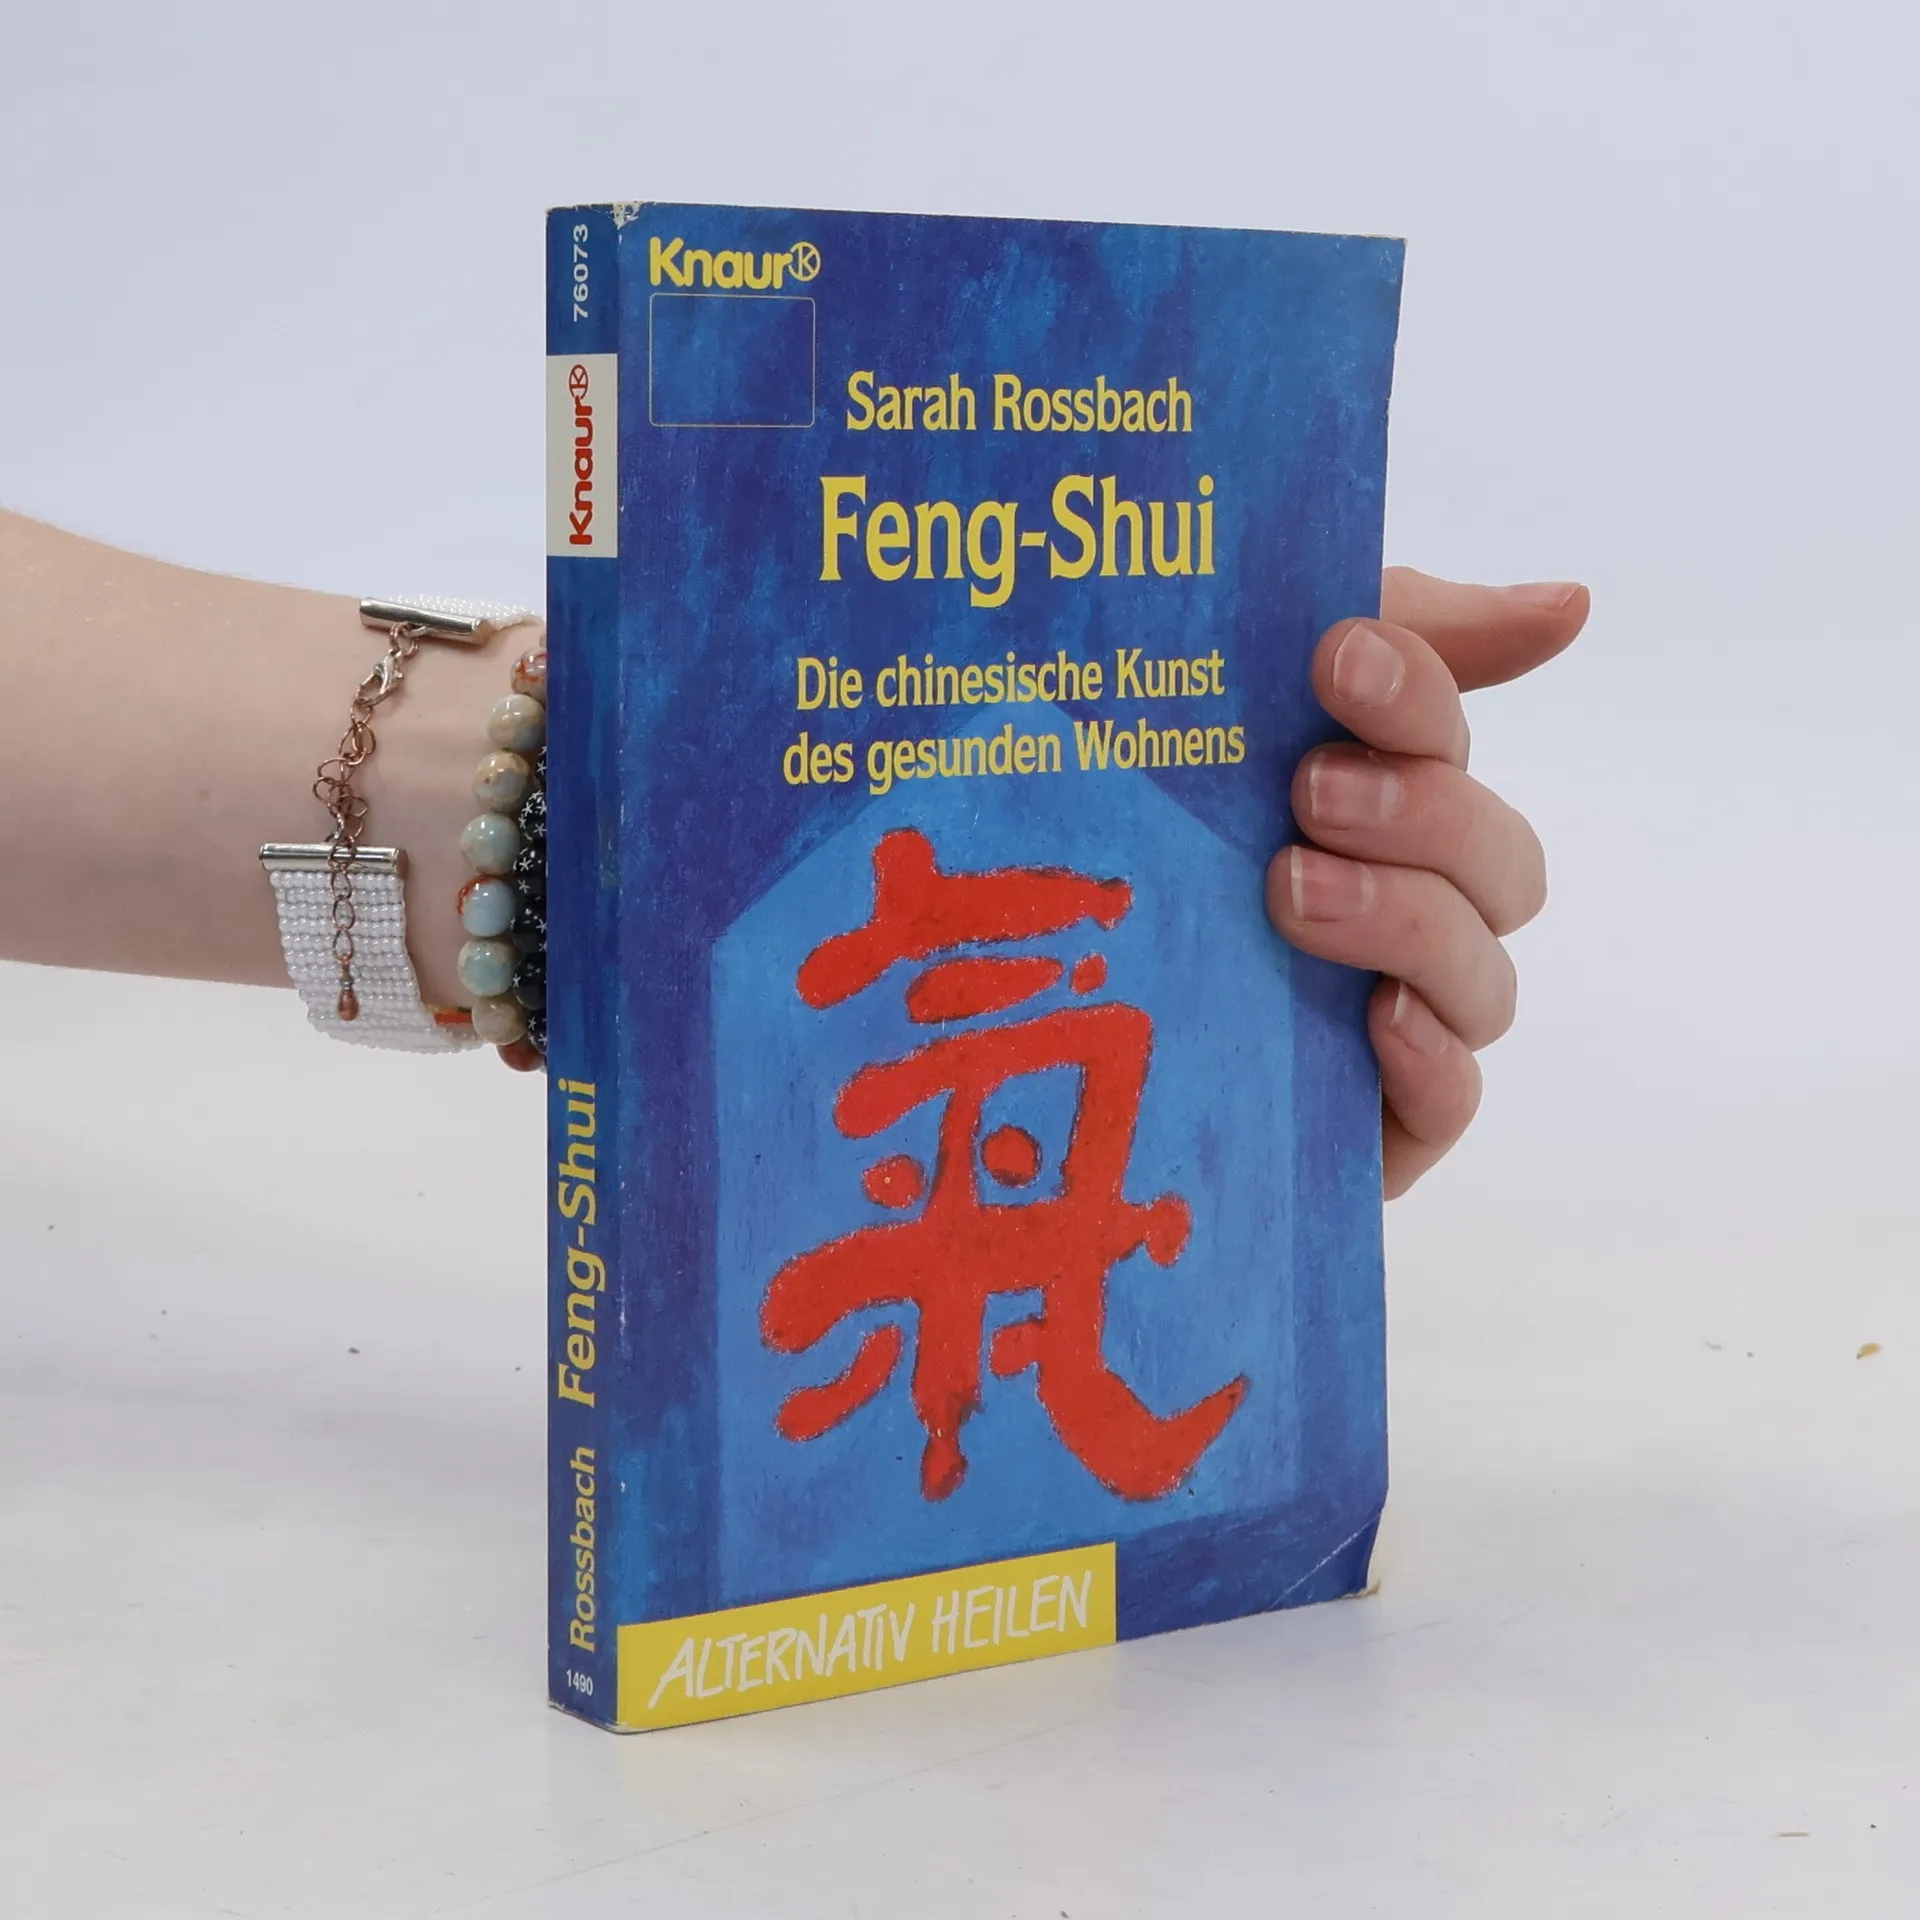 76073
Knaur
Feng-Shui
Rossbach
1490
Knaur
Sarah Rossbach
Feng-Shui
Die chinesische Kunst
des gesunden Wohnens
氣
ALTERNATIV HEILEN